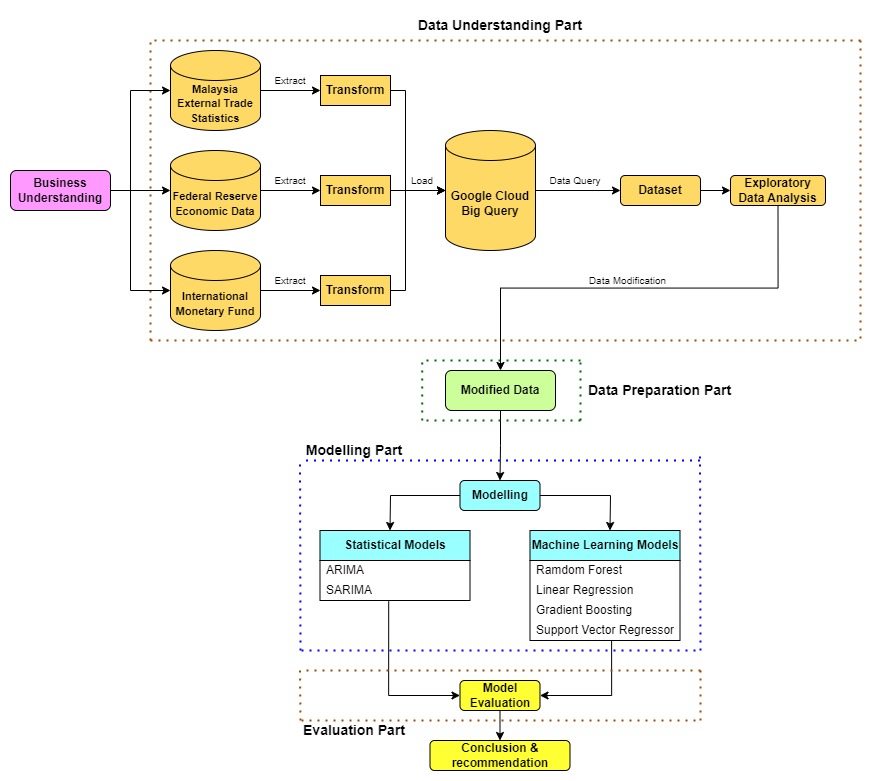 Data Understanding Part
Malaysia
External Trade
Statistics
Extract
Transform
Business
Understanding
Federal Reserve
Economic Data
Extract
Transform
Load
Google Cloud
Big Query
Data Query
Dataset
Exploratory
Data Analysis
International
Monetary Fund
Extract
Transform
Data Modification
Modified Data
Data Preparation Part
Modelling Part
Modelling
Statistical Models
ARIMA
SARIMA
Machine Learning Models
Ramdom Forest
Linear Regression
Gradient Boosting
Support Vector Regressor
Model
Evaluation
Evaluation Part
Conclusion &
recommendation